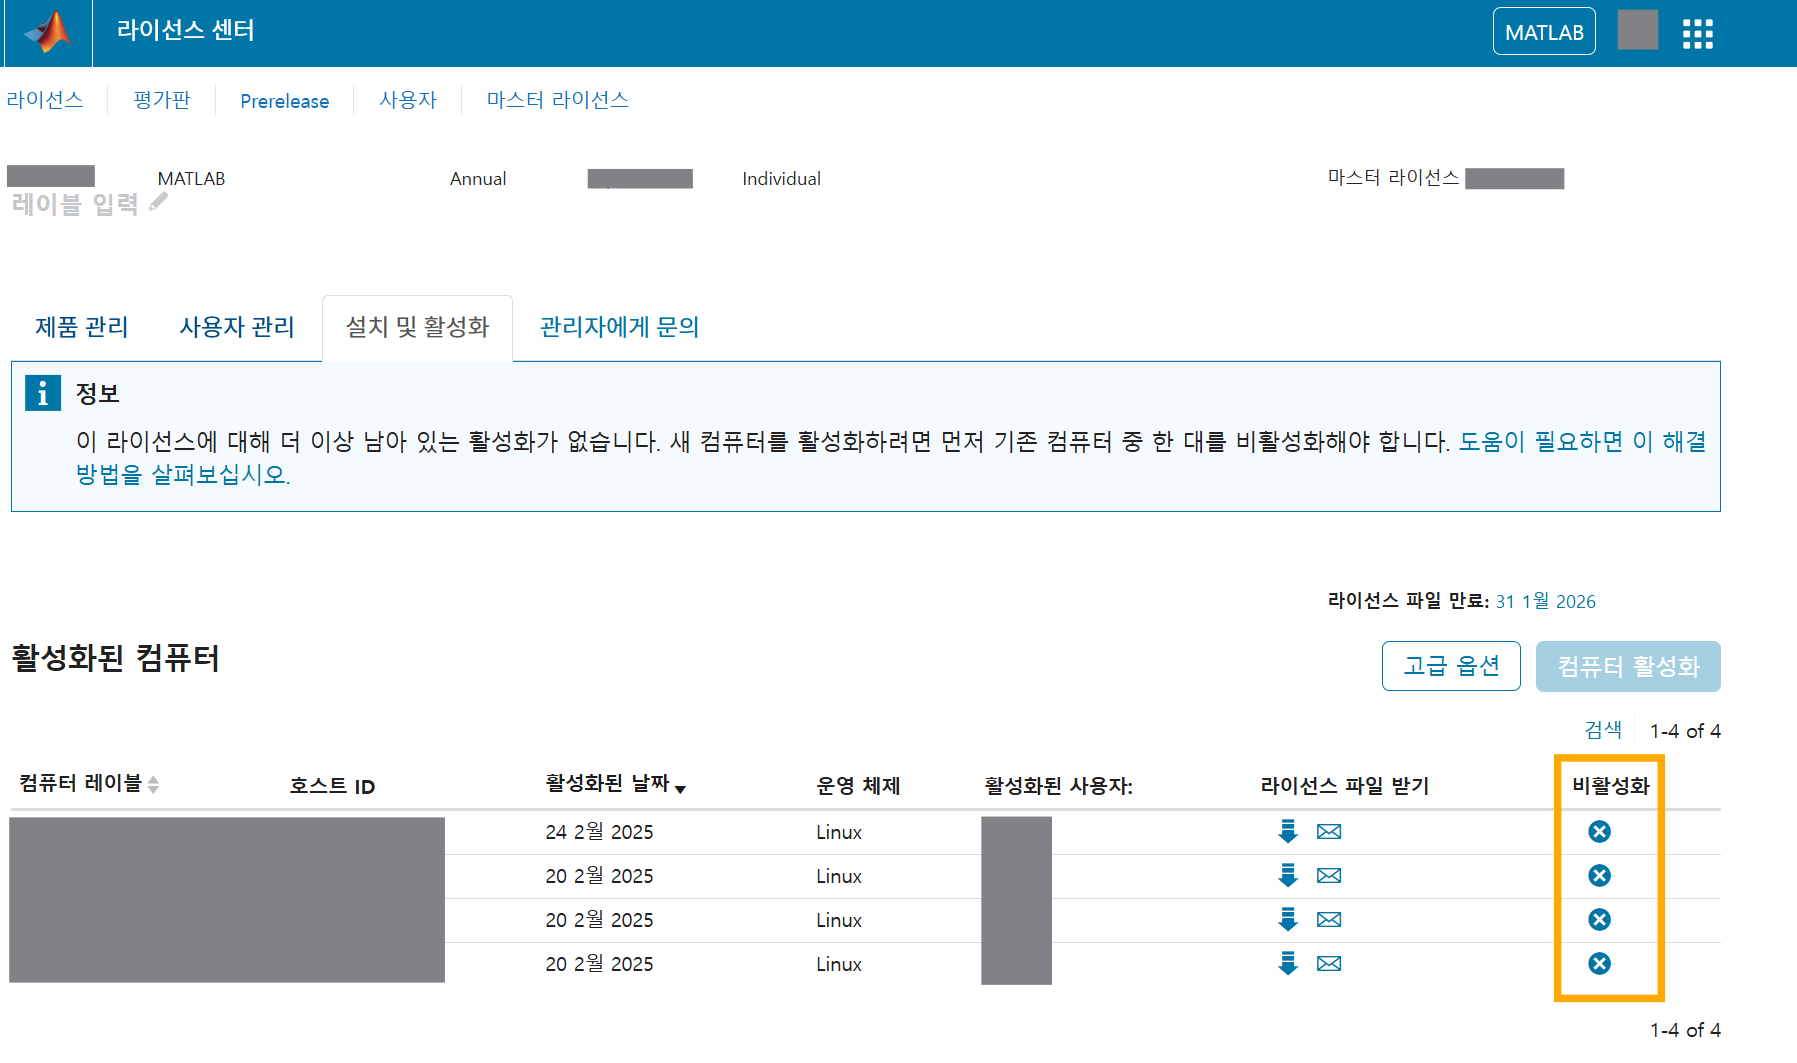 라이선스 센터
MATLAB
라이선스 평가판 Prerelease 사용자 마스터 라이선스
MATLAB Annual Individual 마스터 라이선스
레이블 입력
제품 관리 사용자 관리 설치 및 활성화 관리자에게 문의
정보
이 라이선스에 대해 더 이상 남아 있는 활성화가 없습니다. 새 컴퓨터를 활성화하려면 먼저 기존 컴퓨터 중 한 대를 비활성화해야 합니다. 도움이 필요하면 이 해결
방법을 살펴보십시오.
라이선스 파일 만료: 31 1월 2026
활성화된 컴퓨터
고급 옵션 컴퓨터 활성화
검색 1-4 of 4
컴퓨터 레이블 호스트 ID 활성화된 날짜 운영 체제 활성화된 사용자: 라이선스 파일 받기 비활성화
24 2월 2025 Linux
20 2월 2025 Linux
20 2월 2025 Linux
20 2월 2025 Linux
1-4 of 4